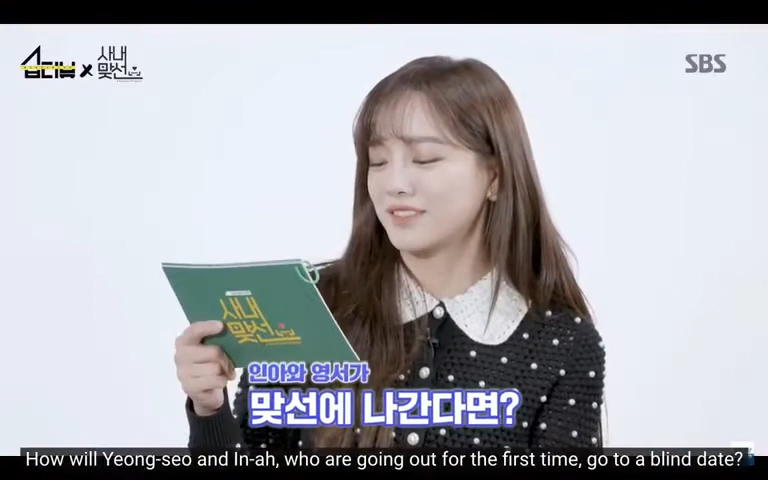 십터뷰 x 사내
맞선
SBS
사내
맞선
인아와 영서가
맞선에 나간다면?
How will Yeong-seo and In-ah, who are going out for the first time, go to a blind date?